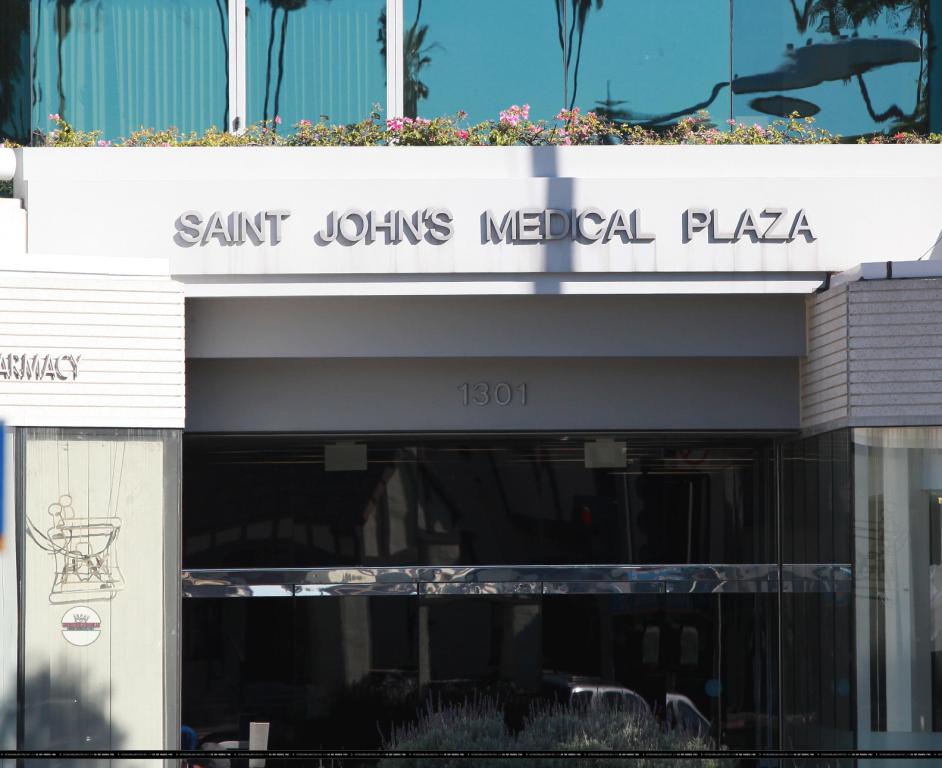 SAINT JOHN'S MEDICAL PLAZA
ARMACY
1301